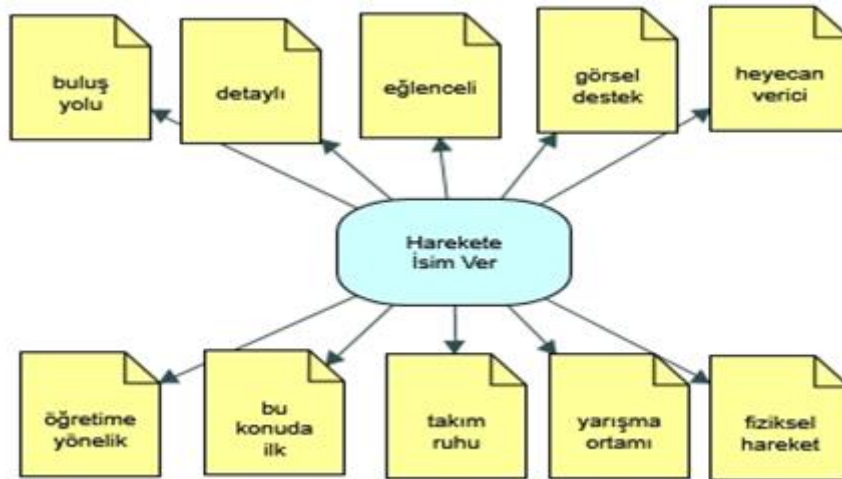 buluş
yolu
detaylı
eğlenceli
görsel
destek
heyecan
verici
Harekete
İsim Ver
öğretime
yönelik
bu
konuda
ilk
takım
ruhu
yarışma
ortamı
fiziksel
hareket